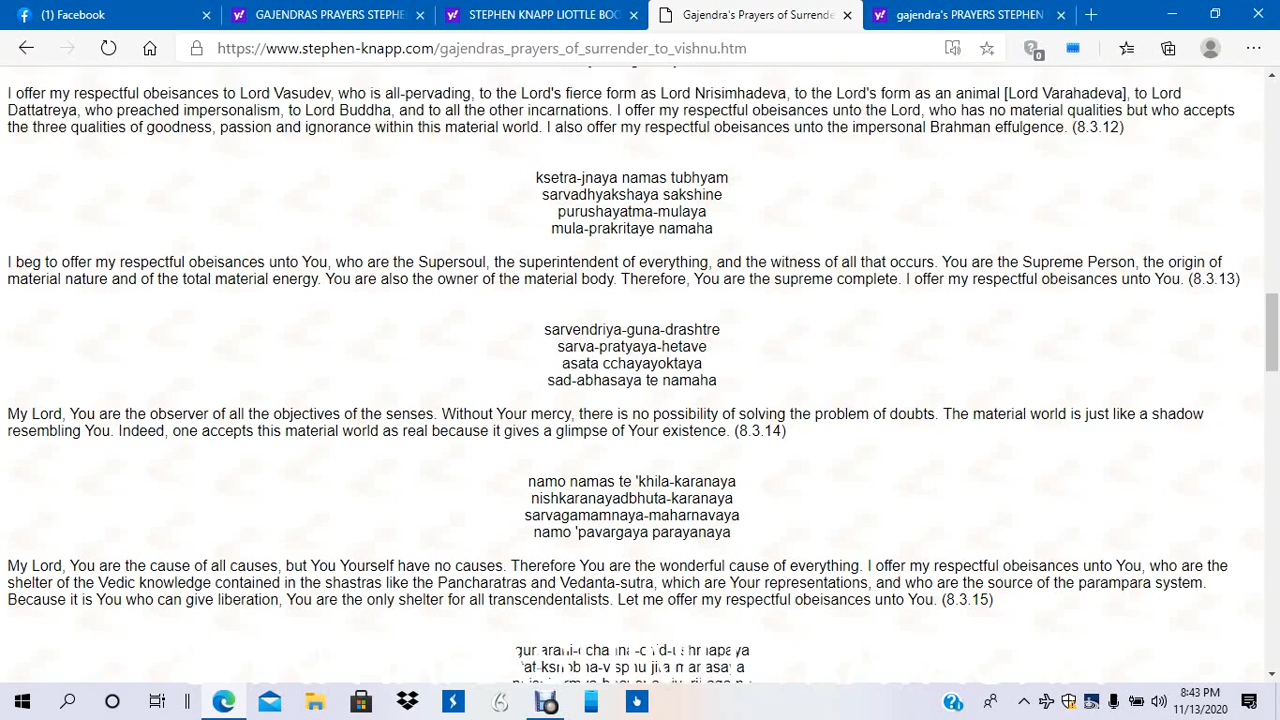 (1) Facebook
GAJENDRAS PRAYERS STEPHE
STEPHEN KNAPP LIOTTLE BOO
Gajendra's Prayers of Surrende
gajendra's PRAYERS STEPHEN
https://www.stephen-knapp.com/gajendras_prayers_of_surrender_to_vishnu.htm
0
I offer my respectful obeisances to Lord Vasudev, who is all-pervading, to the Lord's fierce form as Lord Nrisimhadeva, to the Lord's form as an animal [Lord Varahadeva], to Lord
Dattatreya, who preached impersonalism, to Lord Buddha, and to all the other incarnations. I offer my respectful obeisances unto the Lord, who has no material qualities but who accepts
the three qualities of goodness, passion and ignorance within this material world. I also offer my respectful obeisances unto the impersonal Brahman effulgence. (8.3.12)
ksetra-jnaya namas tubhyam
sarvadhyakshaya sakshine
purushayatma-mulaya
mula-prakritaye namaha
I beg to offer my respectful obeisances unto You, who are the Supersoul, the superintendent of everything, and the witness of all that occurs. You are the Supreme Person, the origin of
material nature and of the total material energy. You are also the owner of the material body. Therefore, You are the supreme complete. I offer my respectful obeisances unto You. (8.3.13)
sarvendriya-guna-drashtre
sarva-pratyaya-hetave
asata cchayayoktaya
sad-abhasaya te namaha
My Lord, You are the observer of all the objectives of the senses. Without Your mercy, there is no possibility of solving the problem of doubts. The material world is just like a shadow
resembling You. Indeed, one accepts this material world as real because it gives a glimpse of Your existence. (8.3.14)
namo namas te 'khila-karanaya
nishkaranayadbhuta-karanaya
sarvagamamnaya-maharnavaya
namo 'pavargaya parayanaya
My Lord, You are the cause of all causes, but You Yourself have no causes. Therefore You are the wonderful cause of everything. I offer my respectful obeisances unto You, who are the
shelter of the Vedic knowledge contained in the shastras like the Pancharatras and Vedanta-sutra, which are Your representations, and who are the source of the parampara system.
Because it is You who can give liberation, You are the only shelter for all transcendentalists. Let me offer my respectful obeisances unto You. (8.3.15)
8:43 PM
11/13/2020